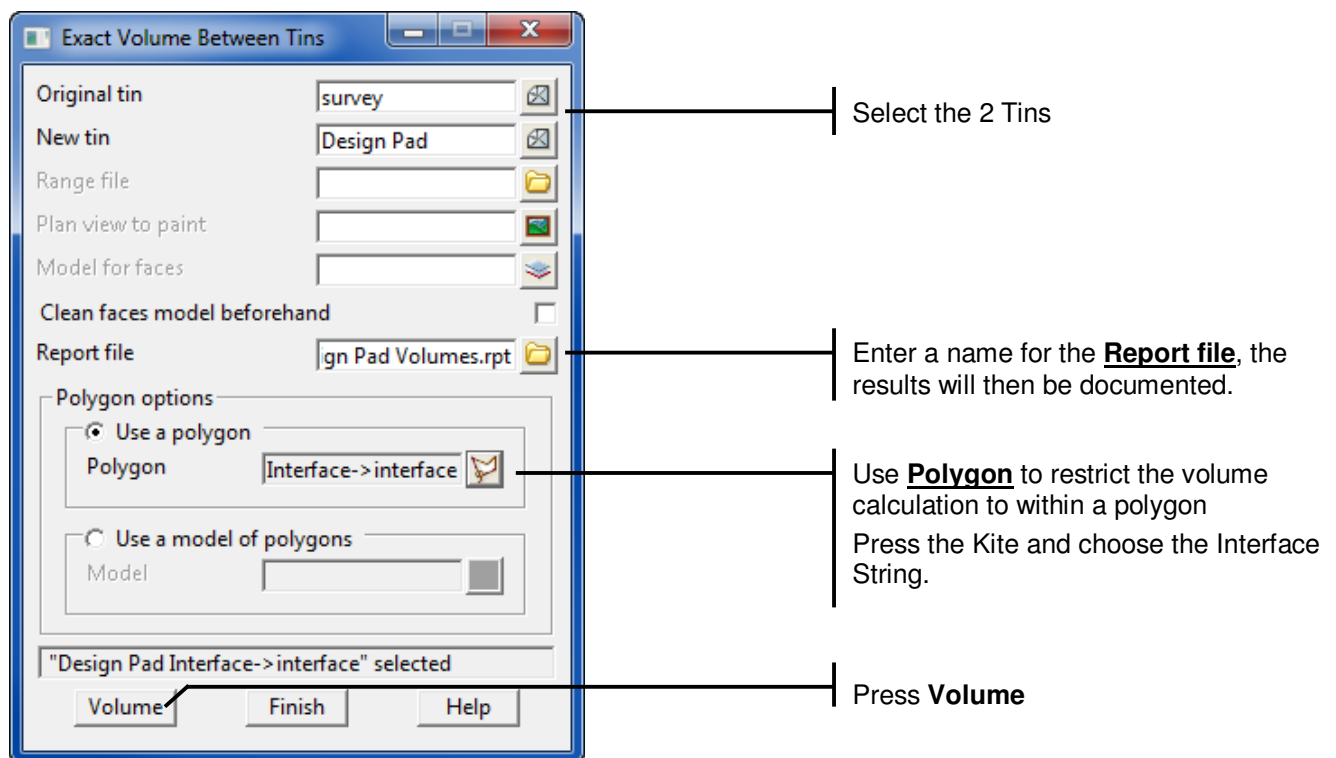 Exact Volume Between Tins
Original tin survey
Select the 2 Tins
New tin Design Pad
Range file
Plan view to paint
Model for faces
Clean faces model beforehand
Report file ign Pad Volumes.rpt
Enter a name for the Report file, the
results will then be documented.
Polygon options
Use a polygon
Polygon Interface->interface
Use Polygon to restrict the volume
calculation to within a polygon
Press the Kite and choose the Interface
String.
Use a model of polygons
Model
"Design Pad Interface->interface" selected
Volume Finish Help
Press Volume